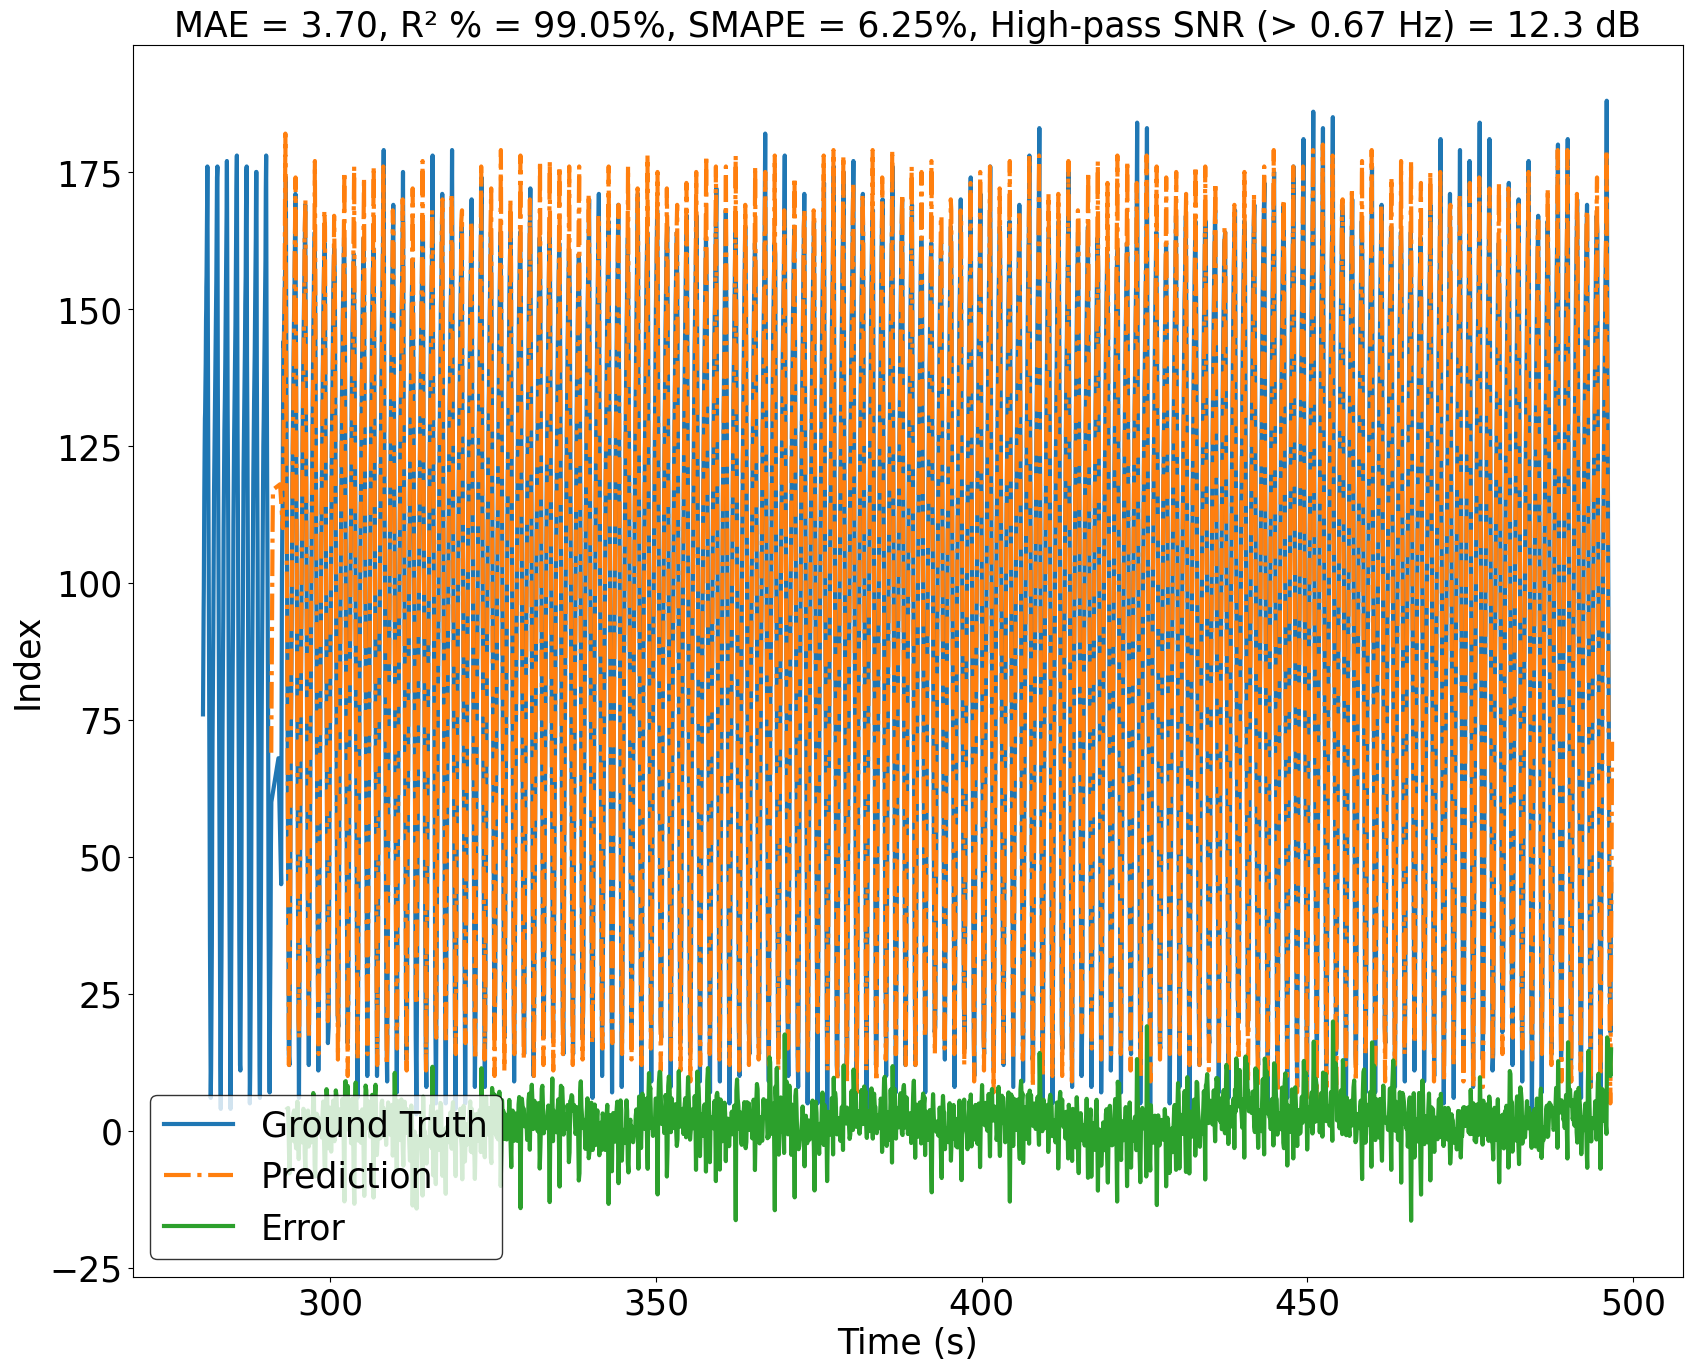 MAE = 3.70, R² % = 99.05%, SMAPE = 6.25%, High-pass SNR (> 0.67 Hz) = 12.3 dB
175
150
125
100
75
50
25
0
−25
Index
Ground Truth
Prediction
Error
300
350
400
450
500
Time (s)